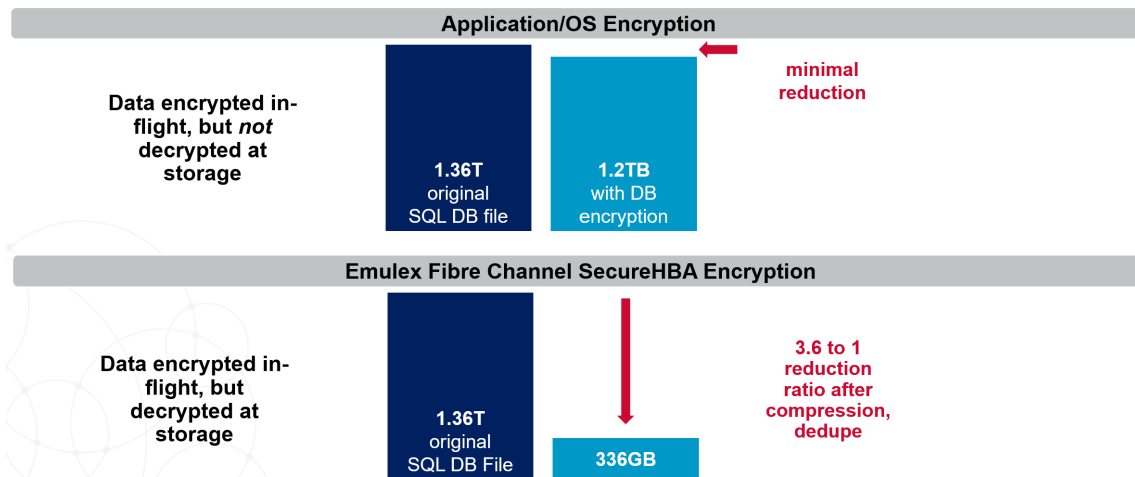 Application/OS Encryption
Data encrypted in-
flight, but not
decrypted at
storage
1.36T
original
SQL DB file
1.2TB
with DB
encryption
minimal
reduction
Emulex Fibre Channel SecureHBA Encryption
Data encrypted in-
flight, but
decrypted at
storage
1.36T
original
SQL DB File
336GB
3.6 to 1
reduction
ratio after
compression,
dedupe